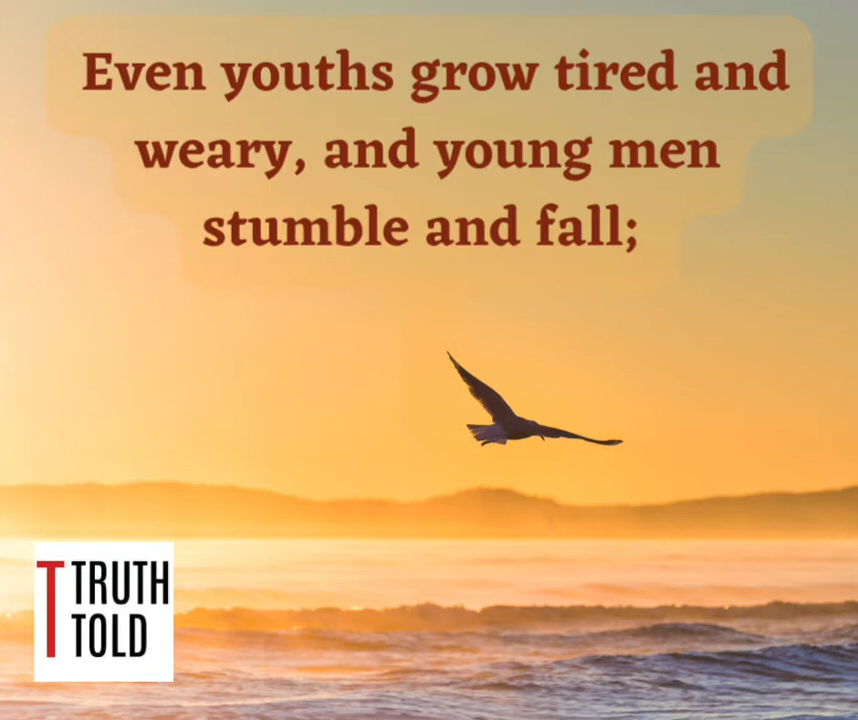 Even youths grow tired and
weary, and young men
stumble and fall;
T TRUTH
TOLD